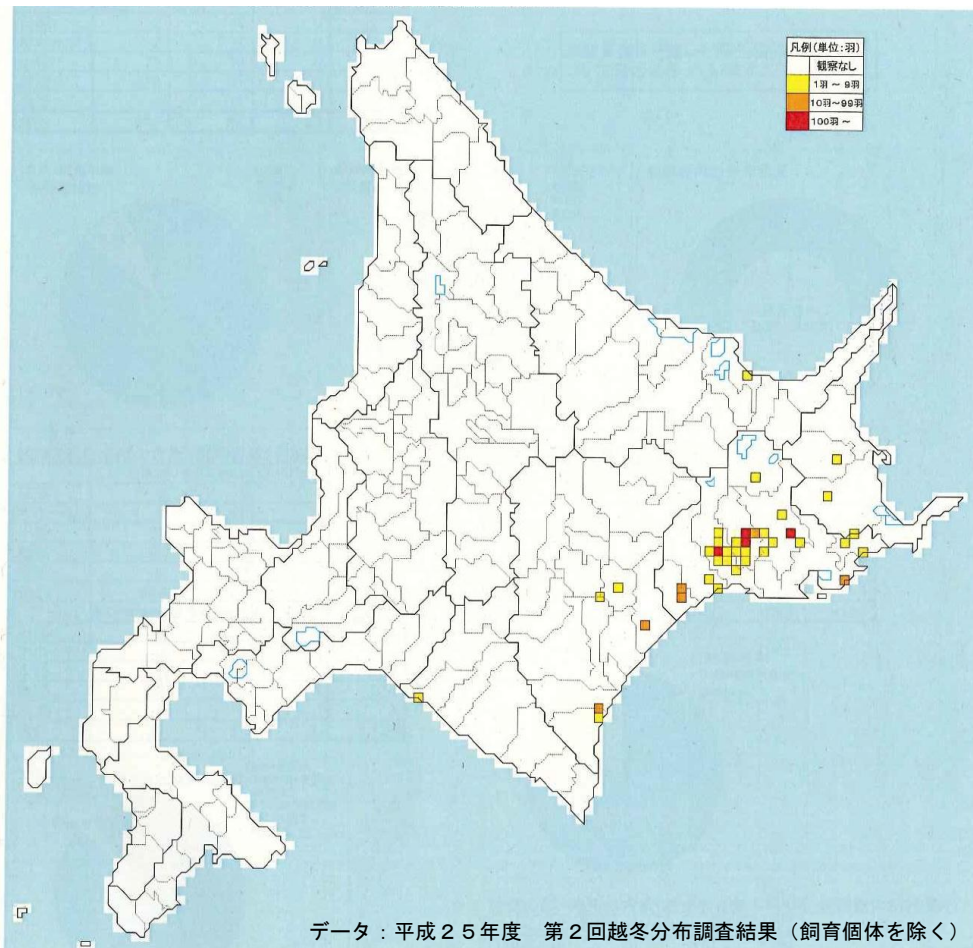 凡例(単位:羽)
観察なし
1羽 ~ 9羽
10羽~99羽
100羽 ~
データ:平成25年度 第2回越冬分布調査結果(飼育個体を除く)